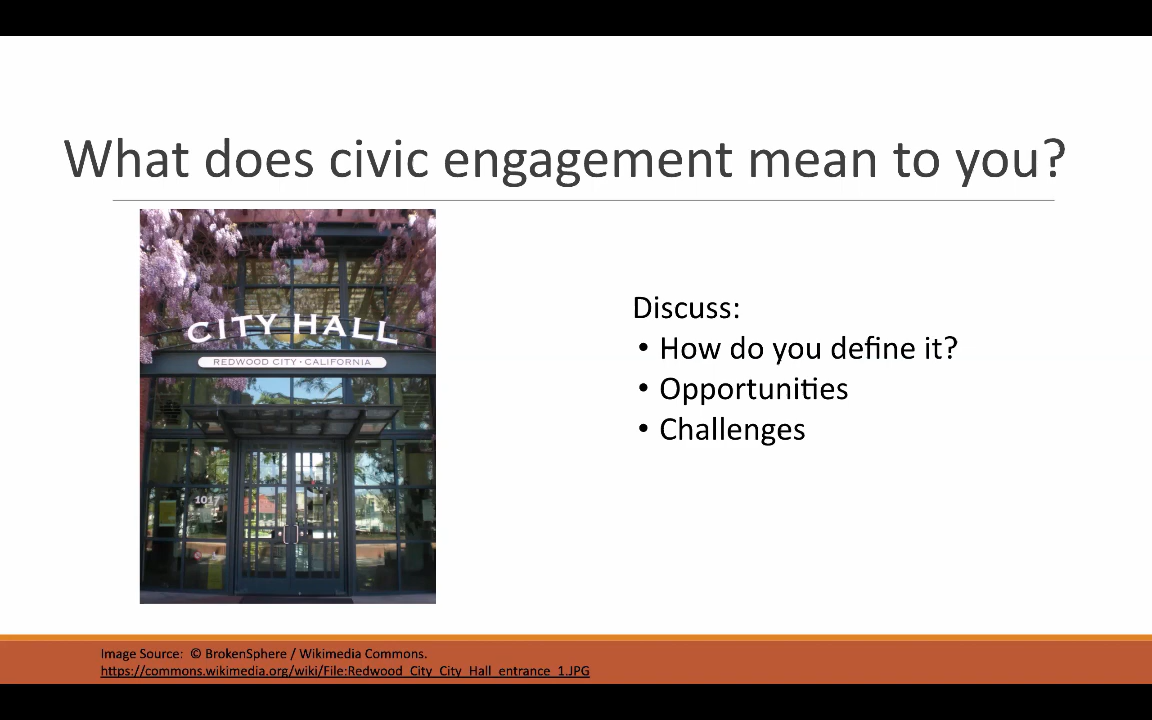 What does civic engagement mean to you?
CITY HALL
REDWOOD CITY • CALIFORNIA
1017
Discuss:
• How do you define it?
• Opportunities
• Challenges
Image Source: © BrokenSphere / Wikimedia Commons.
https://commons.wikimedia.org/wiki/File:Redwood_City_City_Hall_entrance_1.JPG